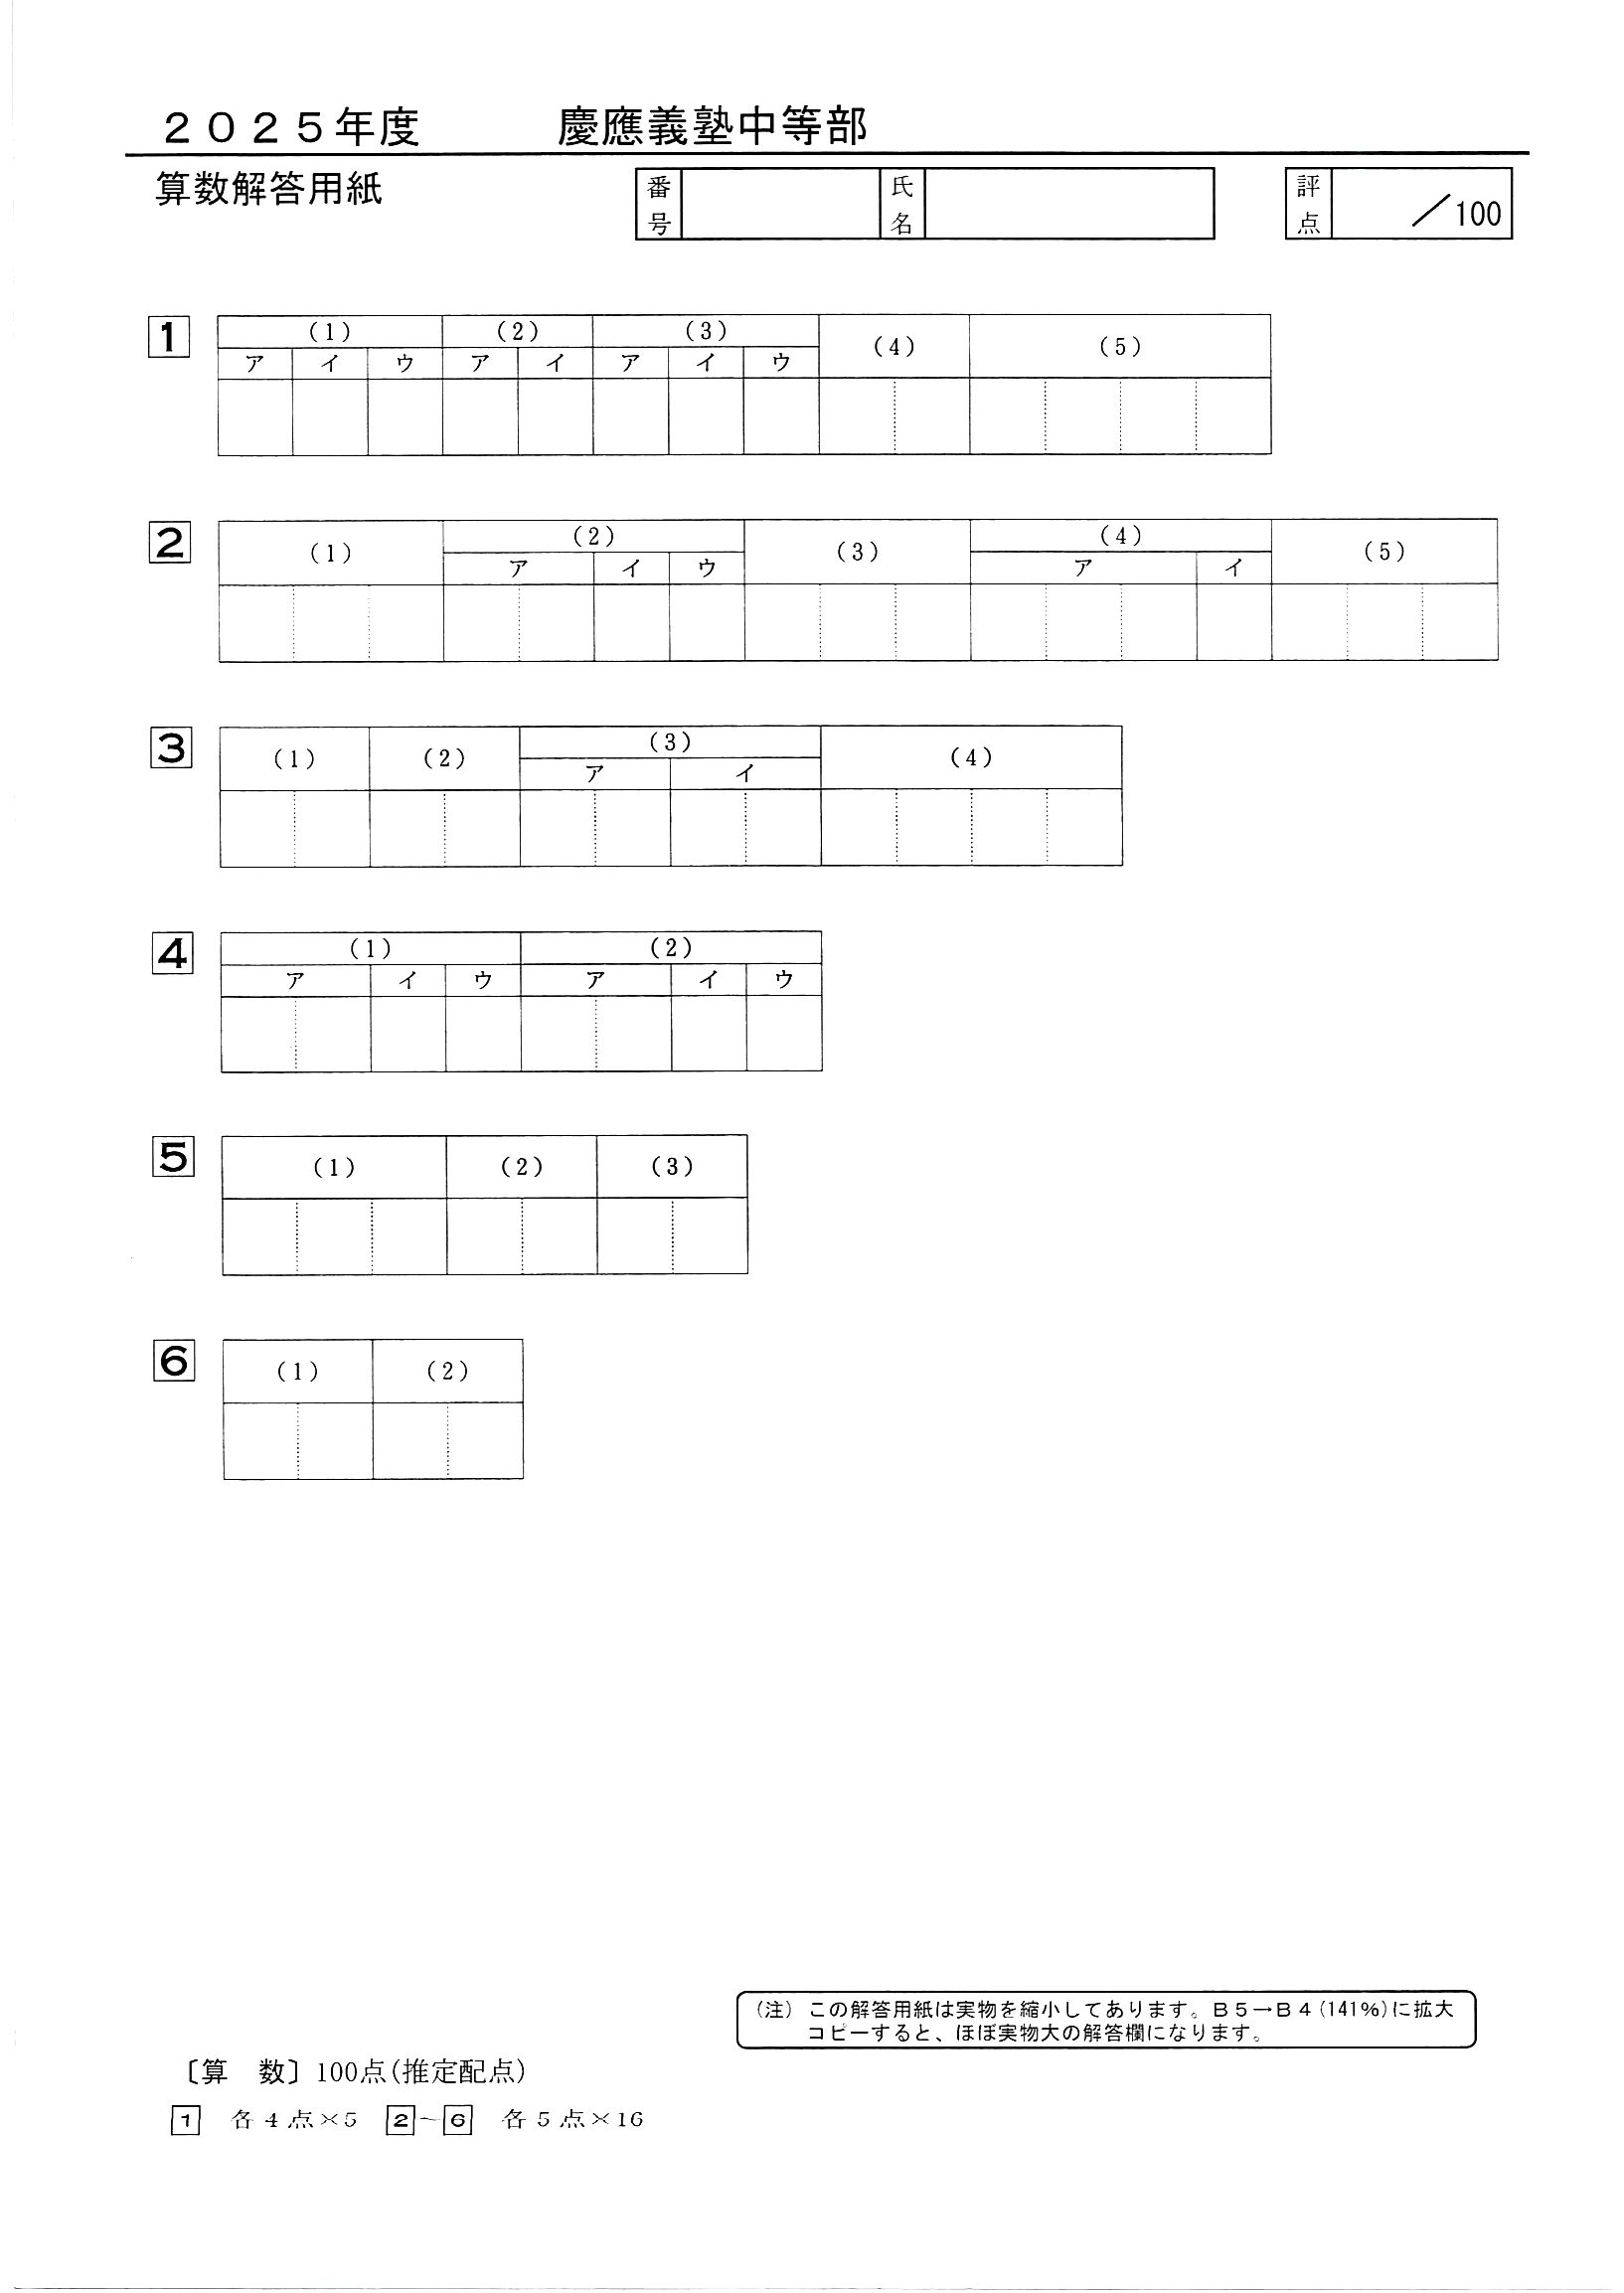 ２０２５年度　慶應義塾中等部
算数解答用紙
番号
氏名
評点
／100
1
(1) (2) (3) (4) (5)
ア イ ウ ア イ ア イ ウ
2
(1) (2) (3) (4) (5)
ア イ ウ ア イ
3
(1) (2) (3) (4)
ア イ
4
(1) (2)
ア イ ウ ア イ ウ
5
(1) (2) (3)
6
(1) (2)
(注) この解答用紙は実物を縮小してあります。Ｂ５→Ｂ４(141％)に拡大
コピーすると、ほぼ実物大の解答欄になります。
〔算　数〕100点(推定配点)
1 各４点×５ 2～6 各５点×16